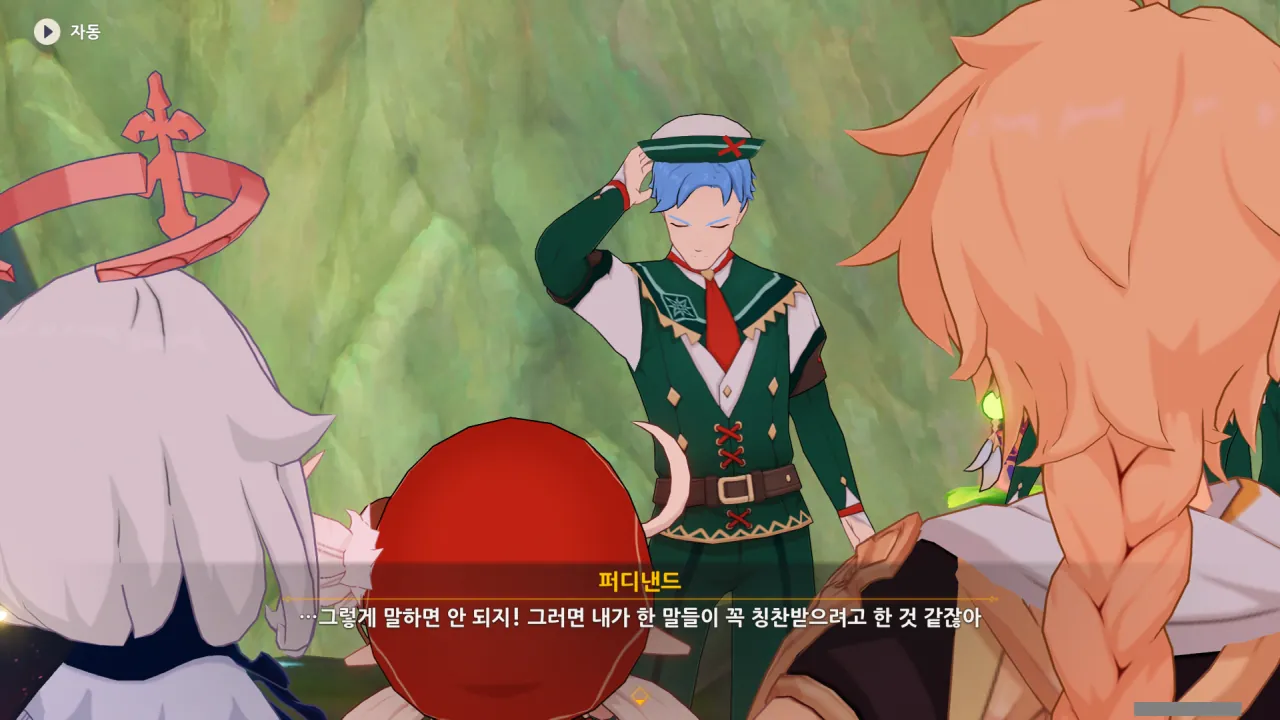 자동
퍼디낸드
…그렇게 말하면 안 되지! 그러면 내가 한 말들이 꼭 칭찬받으려고 한 것 같잖아